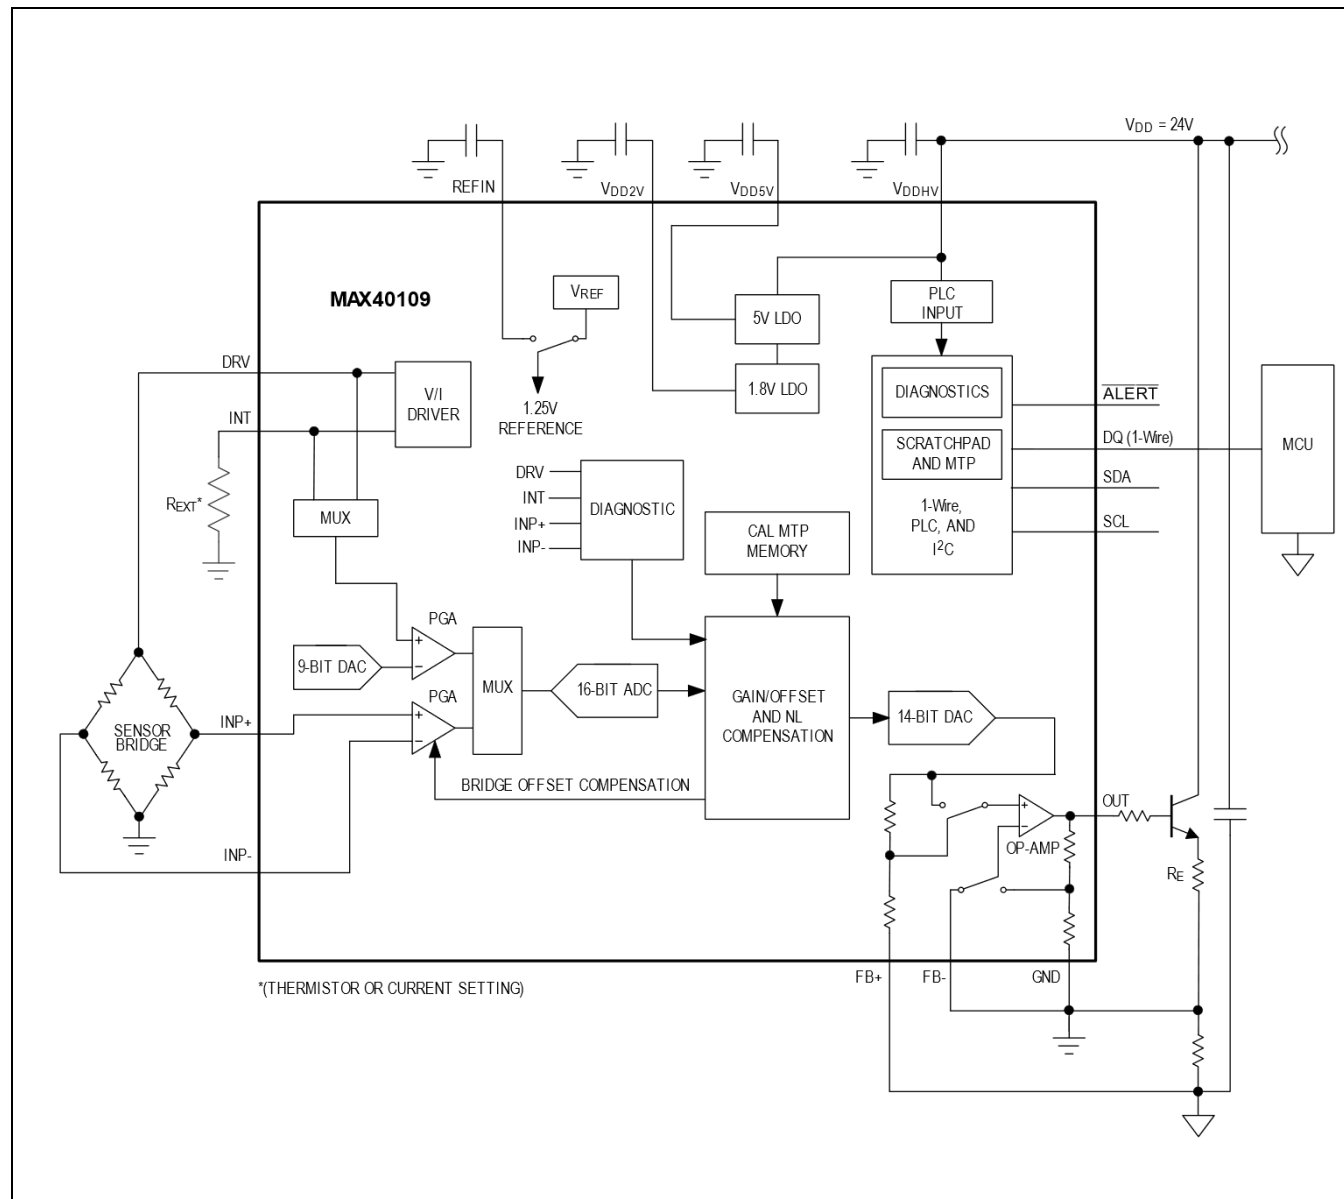 VDD = 24V
REFIN
VDD2V
VDD5V
VDDHV
MAX40109
VREF
PLC
INPUT
5V LDO
1.8V LDO
1.25V
REFERENCE
DRV
V/I
DRIVER
INT
REXT*
MUX
DIAGNOSTICS
SCRATCHPAD
AND MTP
1-Wire,
PLC, AND
I2C
ALERT
DQ (1-Wire)
SDA
SCL
MCU
DRV
INT
INP+
INP-
DIAGNOSTIC
CAL MTP
MEMORY
PGA
9-BIT DAC
PGA
MUX
16-BIT ADC
GAIN/OFFSET
AND NL
COMPENSATION
14-BIT DAC
SENSOR
BRIDGE
INP+
INP-
BRIDGE OFFSET COMPENSATION
+
−
+
−
+
−
OP-AMP
OUT
RE
FB+
FB-
GND
*(THERMISTOR OR CURRENT SETTING)